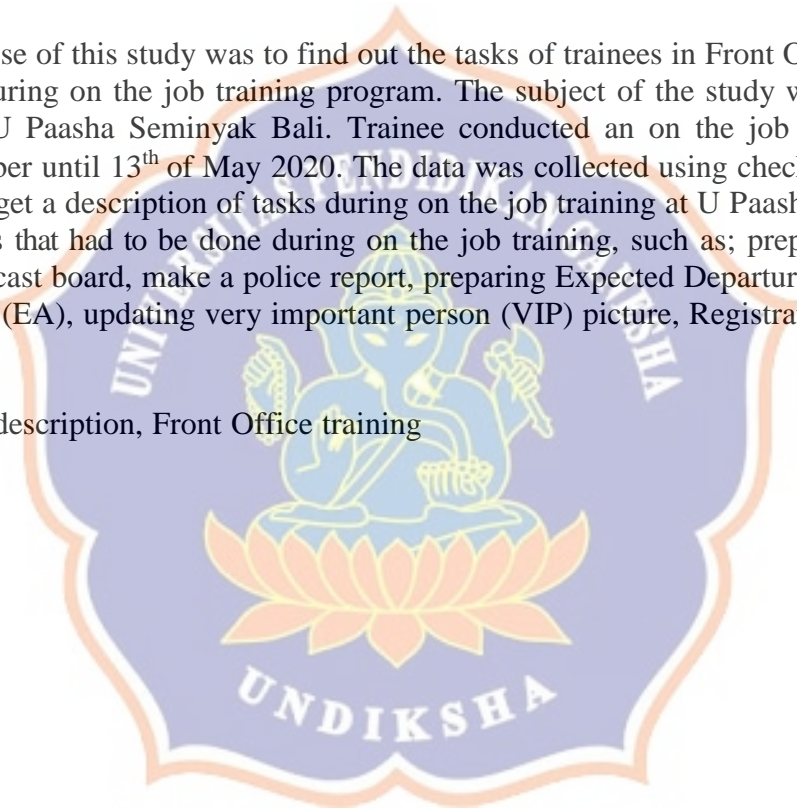 se of this study was to find out the tasks of trainees in Front O
uring on the job training program. The subject of the study w
U Paasha Seminyak Bali. Trainee conducted an on the job
ber until 13th of May 2020. The data was collected using check
get a description of tasks during on the job training at U Paash
s that had to be done during on the job training, such as; prep
cast board, make a police report, preparing Expected Departur
(EA), updating very important person (VIP) picture, Registra
description, Front Office training
UNIVERSITAS PENDIDIKAN GANESHA
UNDIKSHA